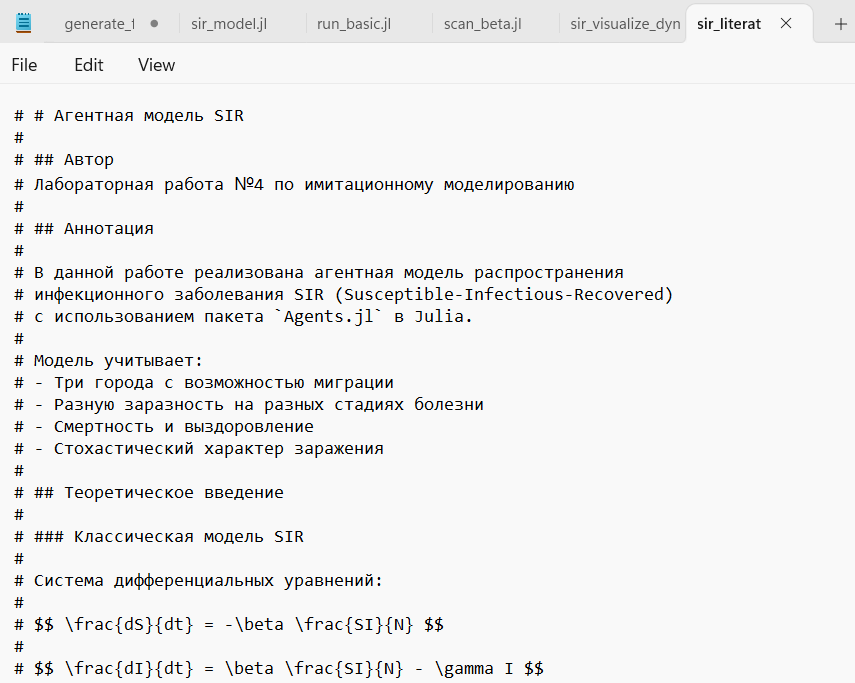 generate_f
sir_model.jl
run_basic.jl
scan_beta.jl
sir_visualize_dyn
sir_literat
File
Edit
View
# # Агентная модель SIR
#
# ## Автор
# Лабораторная работа №4 по имитационному моделированию
#
# ## Аннотация
#
# В данной работе реализована агентная модель распространения
# инфекционного заболевания SIR (Susceptible-Infectious-Recovered)
# с использованием пакета `Agents.jl` в Julia.
#
# Модель учитывает:
# - Три города с возможностью миграции
# - Разную заразность на разных стадиях болезни
# - Смертность и выздоровление
# - Стохастический характер заражения
#
# ## Теоретическое введение
#
# ### Классическая модель SIR
#
# Система дифференциальных уравнений:
#
# $$ \frac{dS}{dt} = -\beta \frac{SI}{N} $$
#
# $$ \frac{dI}{dt} = \beta \frac{SI}{N} - \gamma I $$